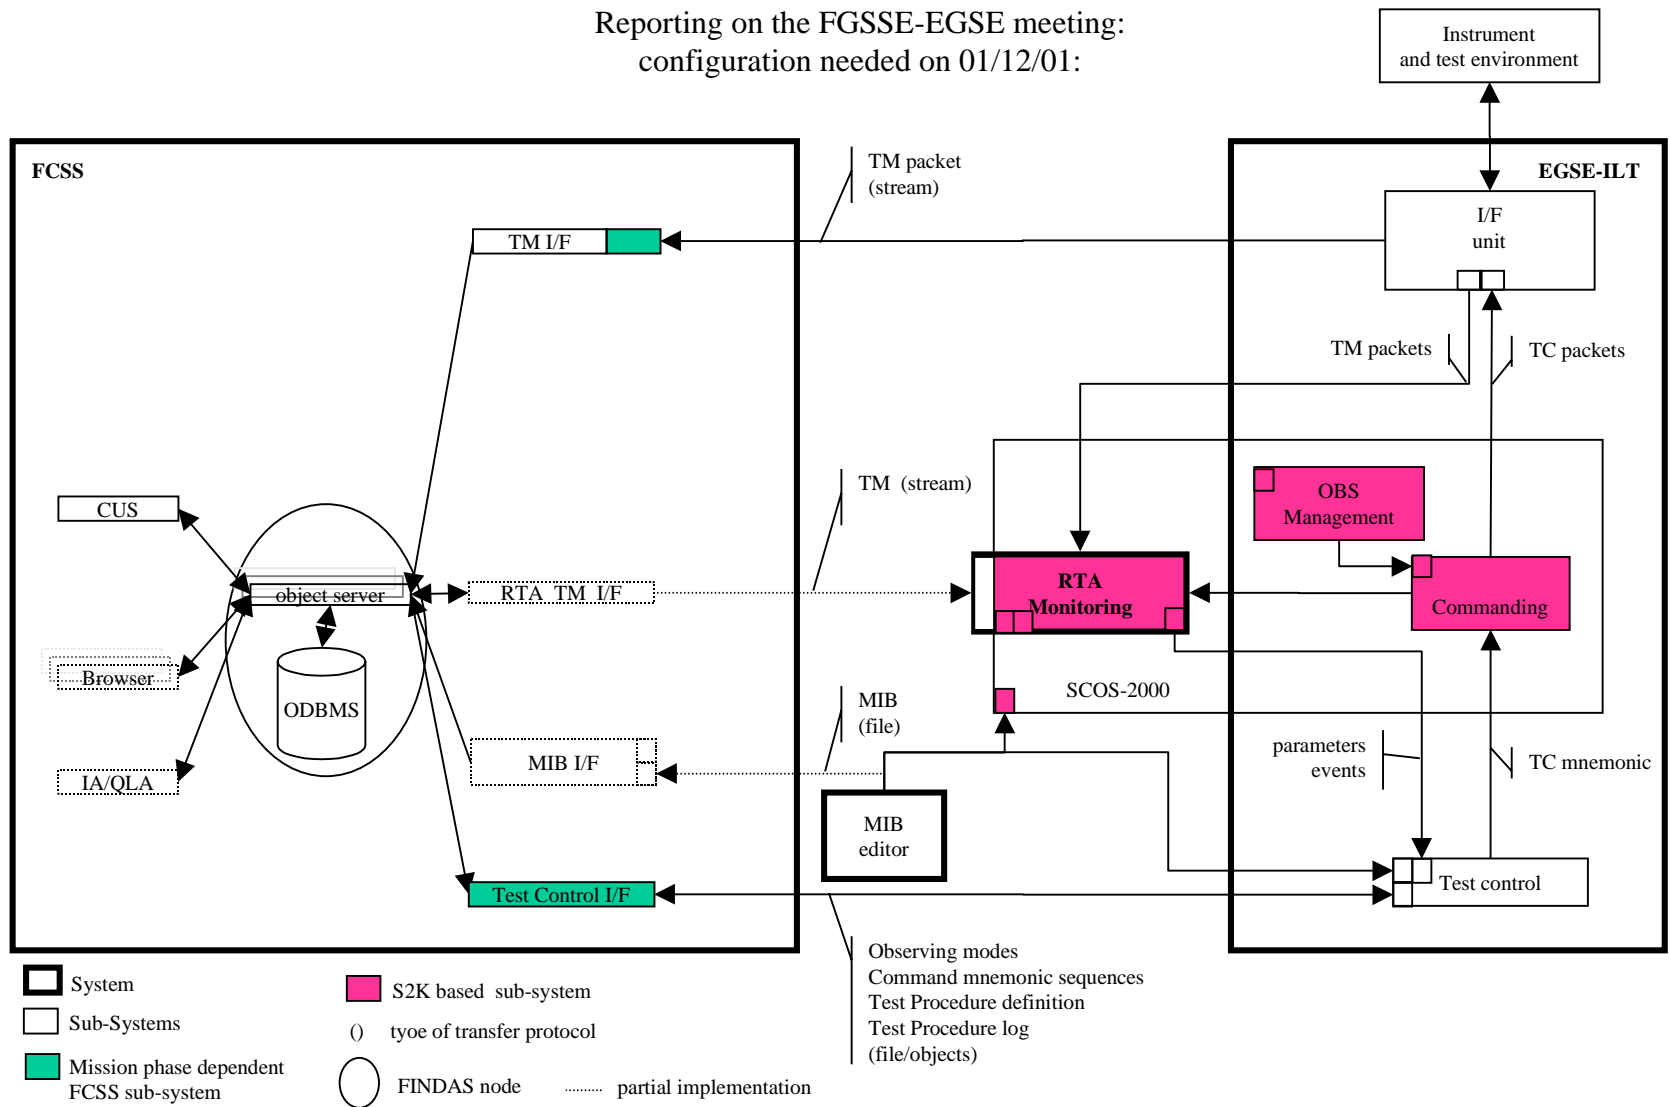 Reporting on the FGSSE-EGSE meeting:
configuration needed on 01/12/01:
Instrument
and test environment
FCSS
TM packet
(stream)
EGSE-ILT
TM I/F
I/F
unit
TM packets
TC packets
CUS
TM (stream)
OBS
Management
object server
RTA TM I/F
RTA
Monitoring
Commanding
Browser
ODBMS
SCOS-2000
MIB
(file)
MIB I/F
parameters
events
TC mnemonic
IA/QLA
MIB
editor
Test Control I/F
Test control
Observing modes
Command mnemonic sequences
Test Procedure definition
Test Procedure log
(file/objects)
System
S2K based sub-system
Sub-Systems
() tyoe of transfer protocol
Mission phase dependent
FCSS sub-system
FINDAS node
partial implementation